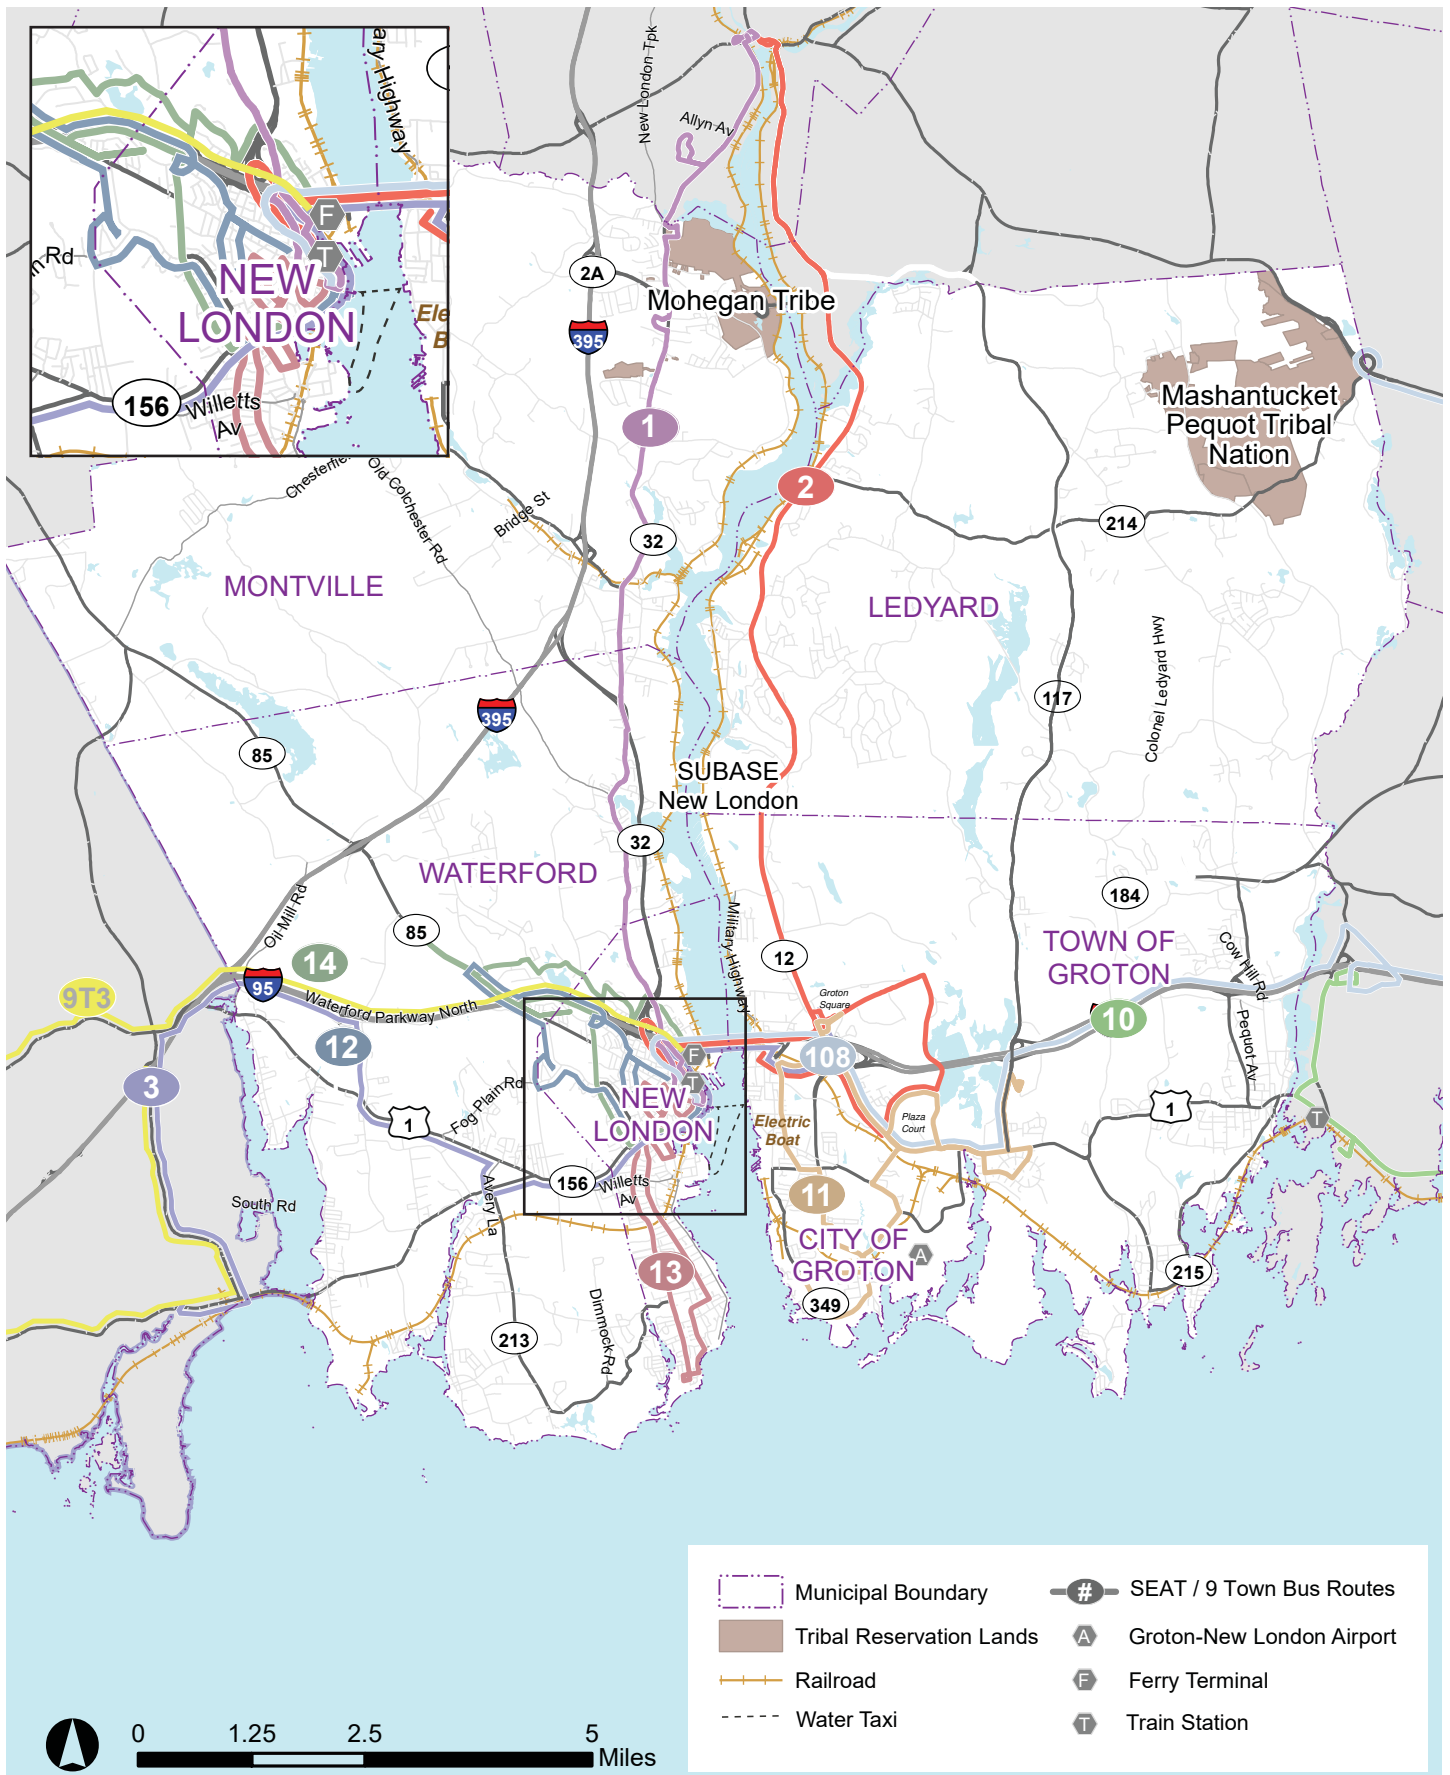 ary Highway
n Rd
F
T
NEW
LONDON
Ele
B
156
Willetts
Av
New London Tpk
Allyn Av
2A
395
Mohegan Tribe
1
Mashantucket
Pequot Tribal
Nation
2
214
32
Chesterfie
Old Colchester Rd
Bridge St
MONTVILLE
LEDYARD
117
Colonel Ledyard Hwy
395
85
SUBASE
New London
32
WATERFORD
184
85
Oil Mill Rd
Military Highway
12
TOWN OF
GROTON
Cow Hill Rd
14
95
9T3
Waterford Parkway North
Groton
Square
10
12
108
Pequot Av
F
T
3
Fog Plain Rd
NEW
LONDON
1
1
Electric
Boat
Plaza
Court
T
156
Willetts
Av
11
South Rd
Avery La
CITY OF
GROTON
A
13
215
349
Dimmock Rd
213
Municipal Boundary
Tribal Reservation Lands
Railroad
Water Taxi
# SEAT / 9 Town Bus Routes
A Groton-New London Airport
F Ferry Terminal
T Train Station
0 1.25 2.5 5
Miles